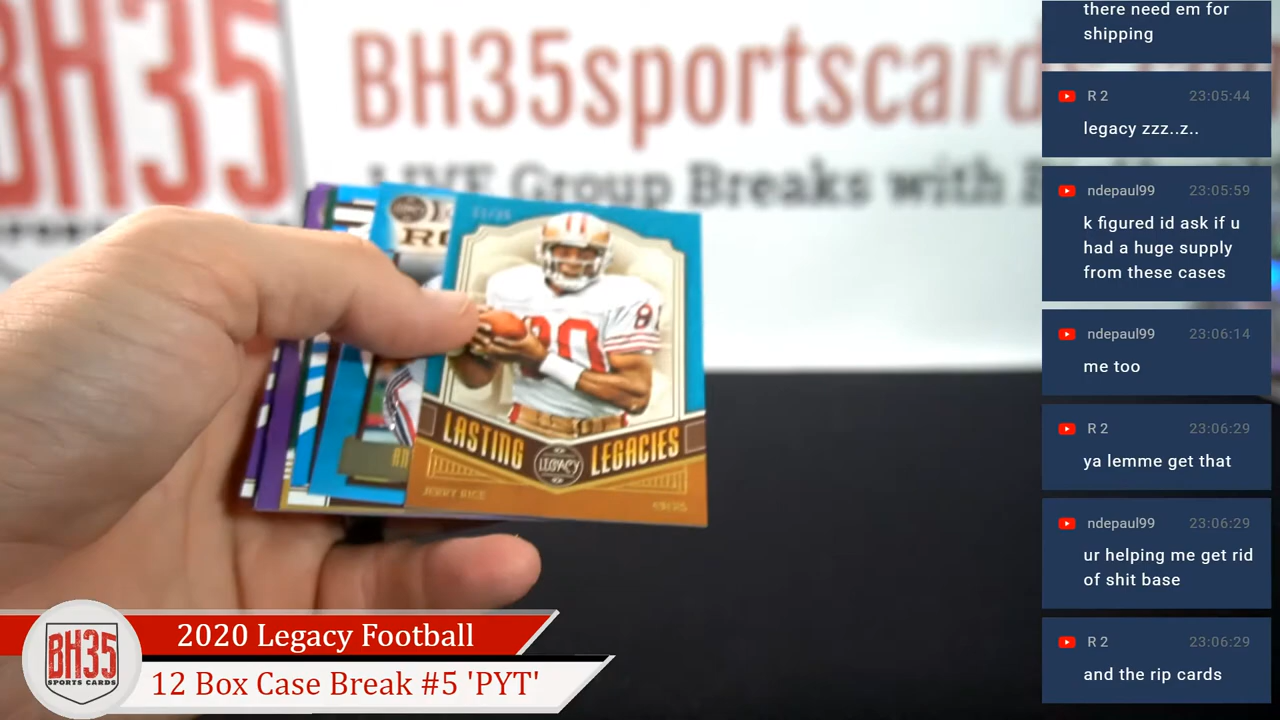 BH35
BH35sportscard
LIVE Group Breaks with
80
LASTING LEGACIES
LEGACY
JERRY RICE
2020 Legacy Football
12 Box Case Break #5 'PYT'
BH35
SPORTS CARDS
there need em for
shipping
R 2 23:05:44
legacy zzz..z..
ndepaul99 23:05:59
k figured id ask if u
had a huge supply
from these cases
ndepaul99 23:06:14
me too
R 2 23:06:29
ya lemme get that
ndepaul99 23:06:29
ur helping me get rid
of shit base
R 2 23:06:29
and the rip cards